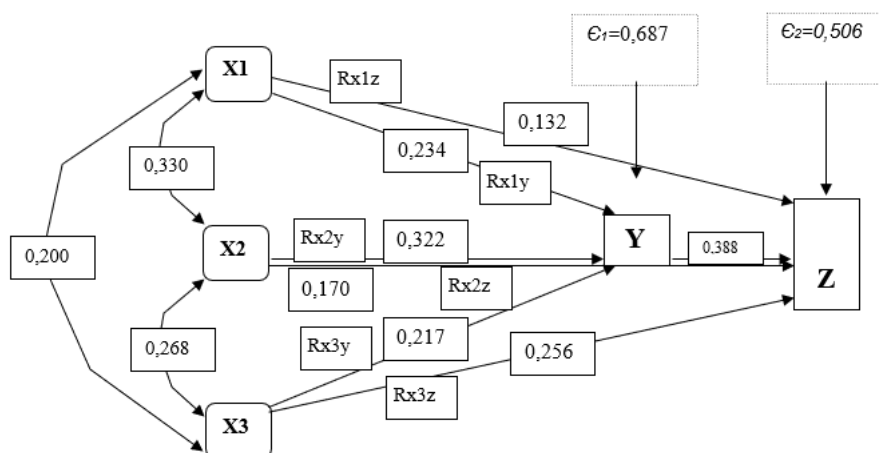 Є1=0,687
Є2=0,506
X1
Rx1z
0,132
0,234
0,330
Rx1y
Rx2y
0,322
Y
0,388
X2
0,200
0,170
Rx2z
Z
0,268
Rx3y
0,217
0,256
Rx3z
X3